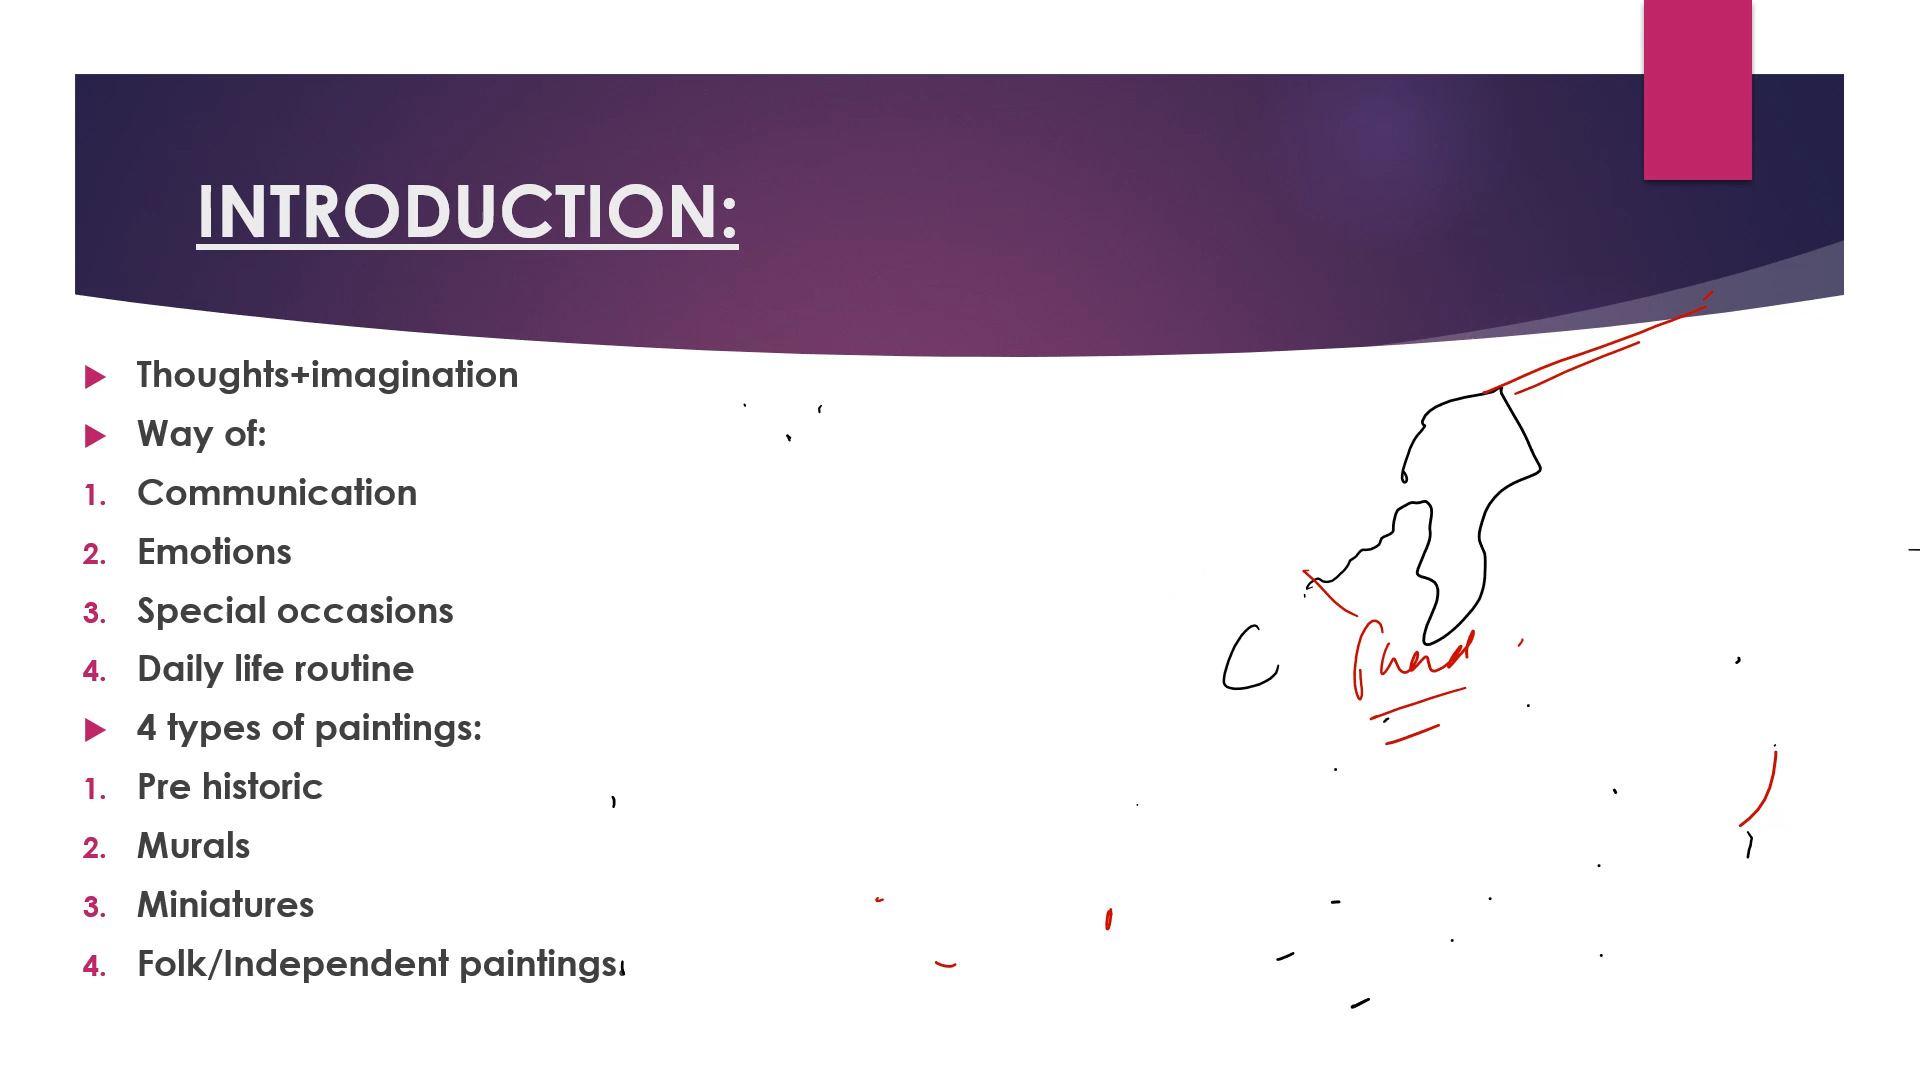 INTRODUCTION:
Thoughts+imagination
Way of:
1. Communication
2. Emotions
3. Special occasions
4. Daily life routine
4 types of paintings:
1. Pre historic
2. Murals
3. Miniatures
4. Folk/Independent paintings.